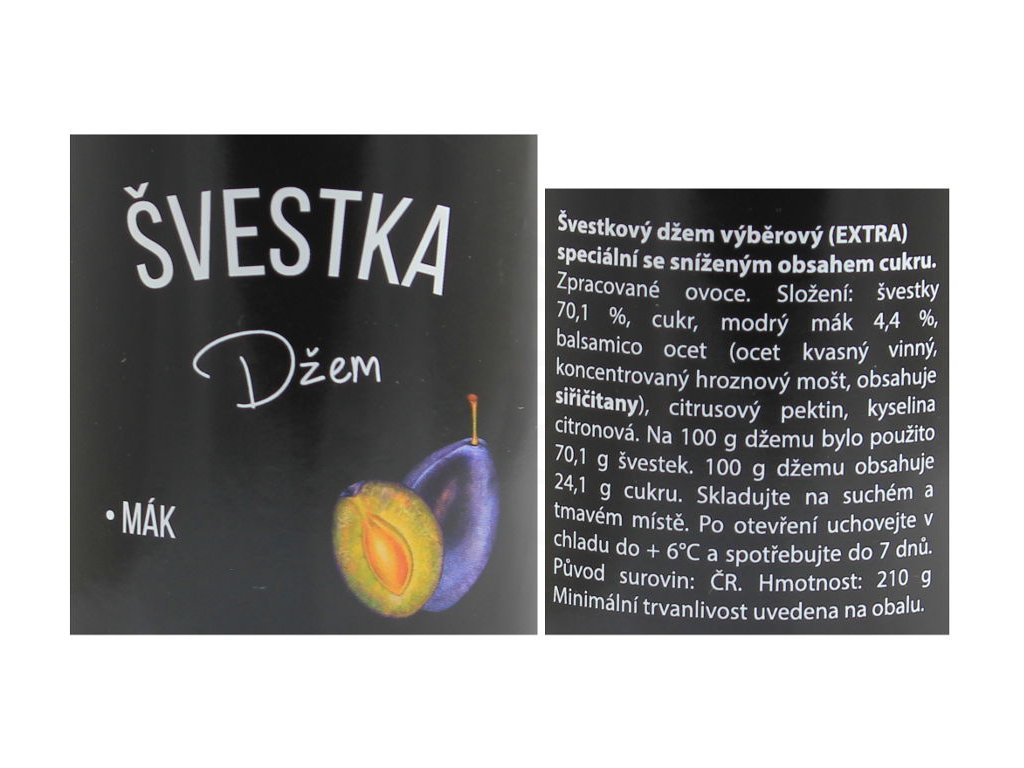 ŠVESTKA
Džem
• MÁK
Švestkový džem výběrový (EXTRA)
speciální se sníženým obsahem cukru.
Zpracované ovoce. Složení: švestky
70,1 %, cukr, modrý mák 4,4 %,
balsamico ocet (ocet kvasný vinný,
koncentrovaný hroznový mošt, obsahuje
siřičitany), citrusový pektin, kyselina
citronová. Na 100 g džemu bylo použito
70,1 g švestek. 100 g džemu obsahuje
24,1 g cukru. Skladujte na suchém a
tmavém místě. Po otevření uchovejte v
chladu do + 6°C a spotřebujte do 7 dnů.
Původ surovin: ČR. Hmotnost: 210 g
Minimální trvanlivost uvedena na obalu.